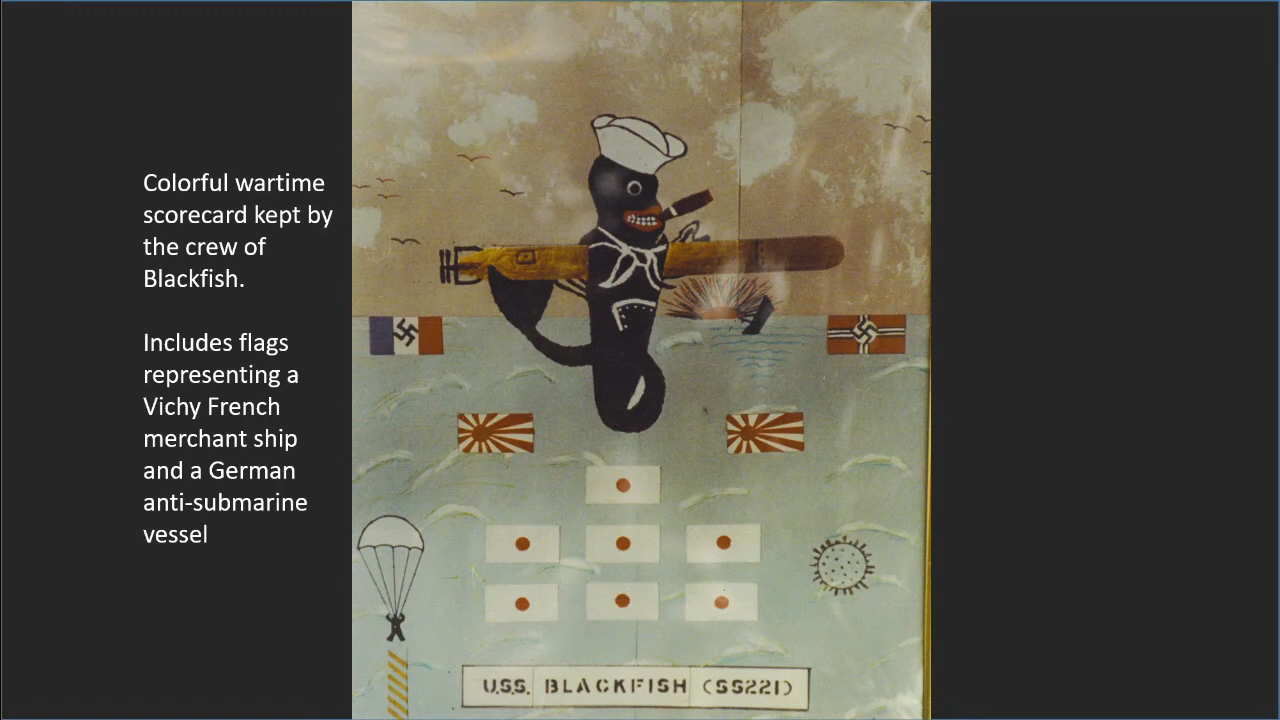 Colorful wartime
scorecard kept by
the crew of
Blackfish.
Includes flags
representing a
Vichy French
merchant ship
and a German
anti-submarine
vessel
U.S.S. BLACKFISH (SS221)